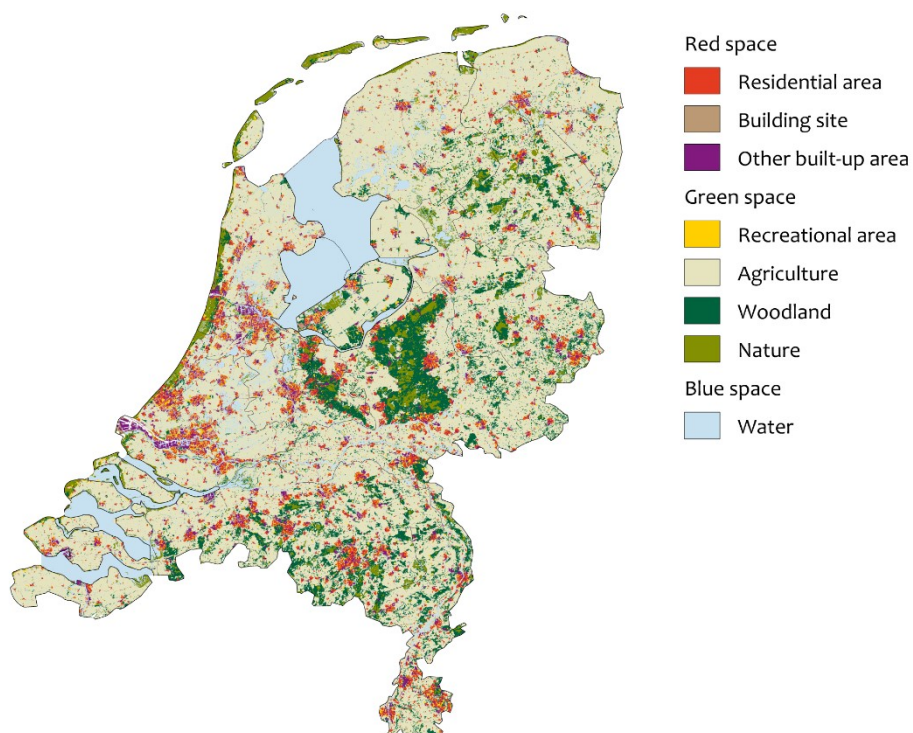 Red space
Residential area
Building site
Other built-up area
Green space
Recreational area
Agriculture
Woodland
Nature
Blue space
Water